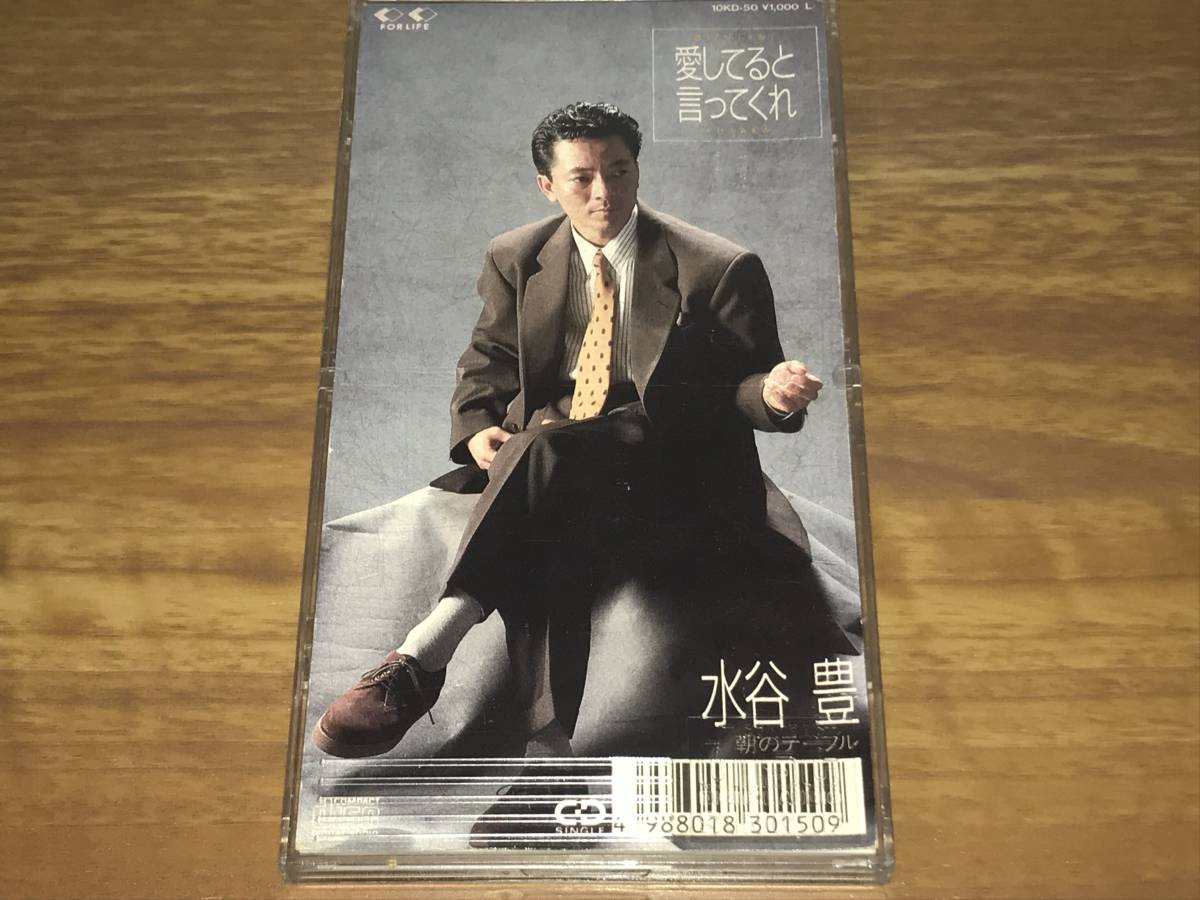 FOR LIFE
10KD-50 ¥1,000 L
愛してると
言ってくれ
水谷 豊
朝のテーブル
COMPACT
SINGLE
4 988018 301509